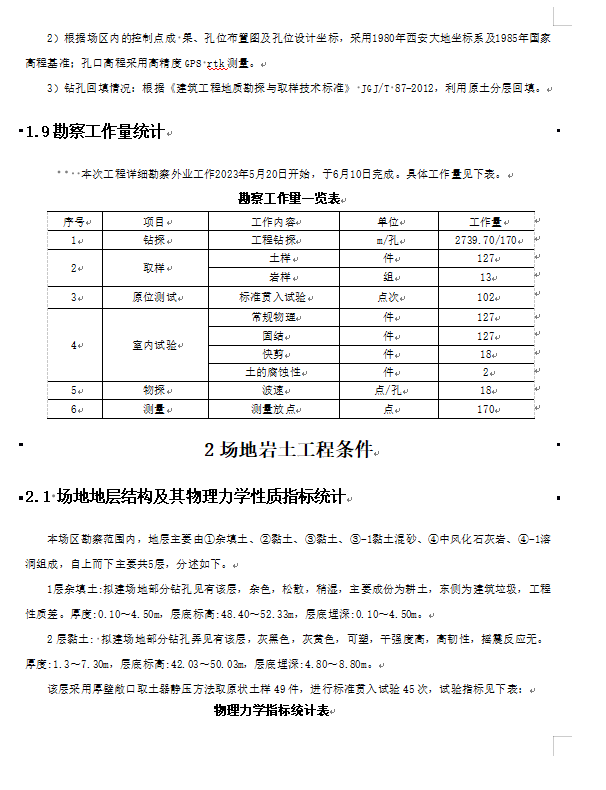 2）根据场区内的控制点成果、孔位布置图及孔位设计坐标，采用1980年西安大地坐标系及1985年国家
高程基准；孔口高程采用高精度GPS rtk测量。
3）钻孔回填情况：根据《建筑工程地质勘探与取样技术标准》 JGJ/T 87-2012，利用原土分层回填。
1.9勘察工作量统计
本次工程详细勘察外业工作2023年5月20日开始，于6月10日完成。具体工作量见下表。
勘察工作量一览表
序号 项目 工作内容 单位 工作量
1 钻探 工程钻探 m/孔 2739.70/170
2 取样 土样 件 127
岩样 组 13
3 原位测试 标准贯入试验 点次 102
4 室内试验 常规物理 件 127
固结 件 127
快剪 件 18
土的腐蚀性 件 2
5 物探 波速 点/孔 18
6 测量 测量放点 点 170
2 场地岩土工程条件
2.1 场地地层结构及其物理力学性质指标统计
本场区勘察范围内，地层主要由①杂填土、②黏土、③黏土、③-1黏土混砂、④中风化石灰岩、④-1溶
洞组成，自上而下主要共5层，分述如下。
1层杂填土:拟建场地部分钻孔见有该层，杂色，松散，稍湿，主要成份为耕土，东侧为建筑垃圾，工程
性质差。厚度:0.10～4.50m，层底标高:48.40～52.33m，层底埋深:0.10～4.50m。
2 层黏土: 拟建场地部分钻孔弄见有该层，灰黑色，灰黄色，可塑，干强度高，高韧性，摇震反应无。
厚度:1.3～7.30m，层底标高:42.03～50.03m，层底埋深:4.80～8.80m。
该层采用厚壁敞口取土器静压方法取原状土样49件，进行标准贯入试验45次，试验指标见下表：
物理力学指标统计表